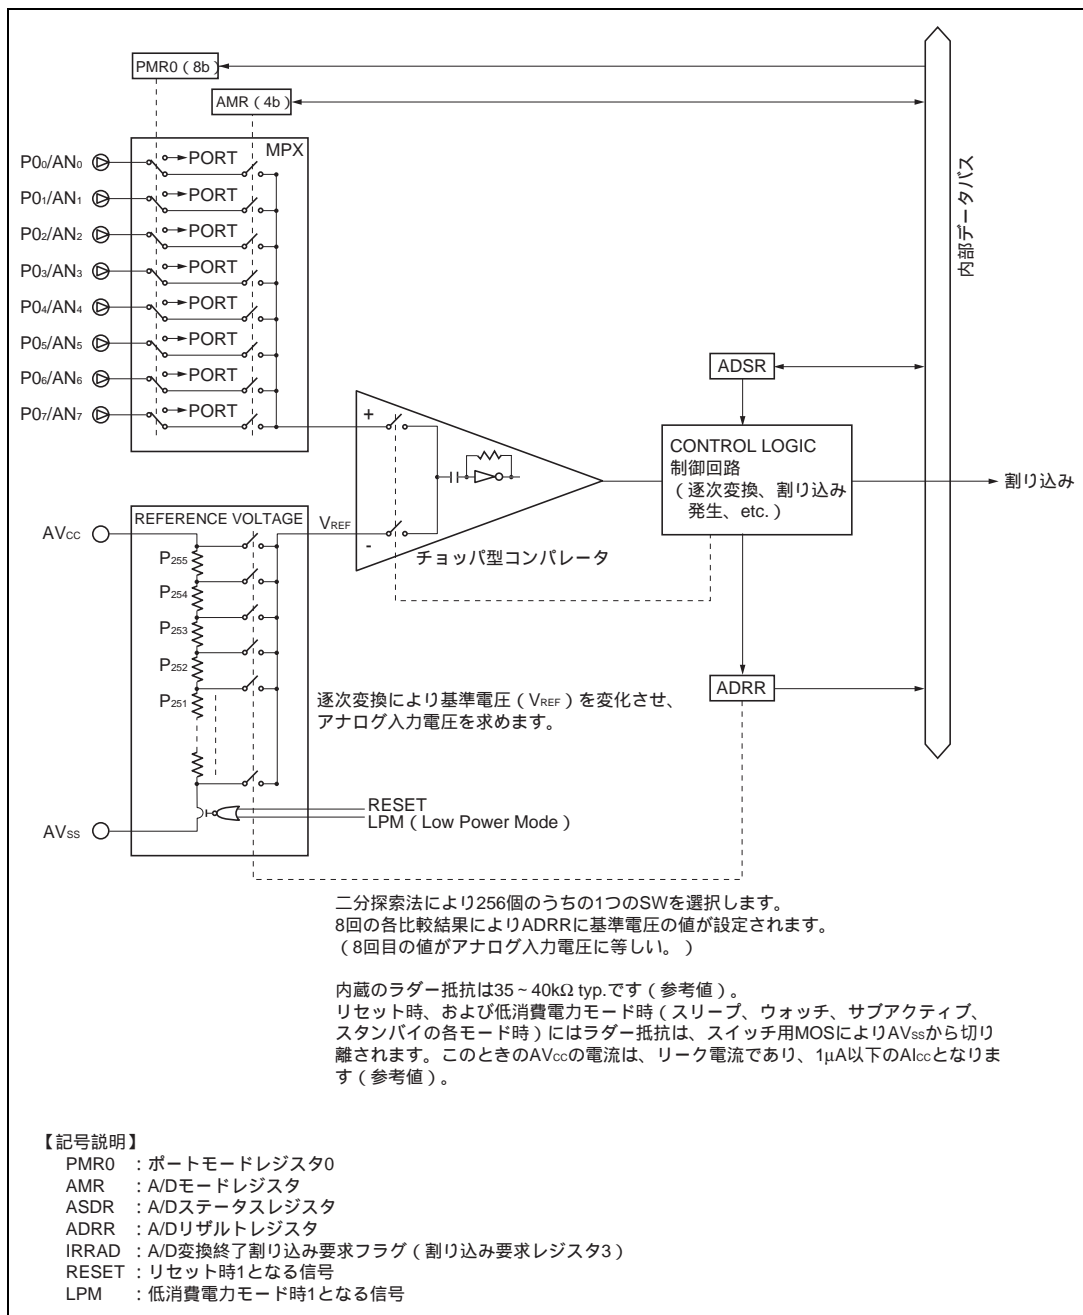 PMR0（8b）
AMR（4b）
MPX
P00/AN0
PORT
P01/AN1
PORT
P02/AN2
PORT
P03/AN3
PORT
P04/AN4
PORT
P05/AN5
PORT
P06/AN6
PORT
P07/AN7
PORT
内部データバス
ADSR
+
-
チョッパ型コンパレータ
CONTROL LOGIC
制御回路
（逐次変換、割り込み
発生、etc.）
割り込み
AVCC
REFERENCE VOLTAGE
VREF
P255
P254
P253
P252
P251
ADRR
逐次変換により基準電圧（VREF）を変化させ、
アナログ入力電圧を求めます。
RESET
LPM（Low Power Mode）
AVSS
二分探索法により256個のうちの1つのSWを選択します。
8回の各比較結果によりADRRに基準電圧の値が設定されます。
（8回目の値がアナログ入力電圧に等しい。）
内蔵のラダー抵抗は35～40kΩ typ.です（参考値）。
リセット時、および低消費電力モード時（スリープ、ウォッチ、サブアクティブ、
スタンバイの各モード時）にはラダー抵抗は、スイッチ用MOSによりAVssから切り
離されます。このときのAVccの電流は、リーク電流であり、1μA以下のAIccとなりま
す（参考値）。
【記号説明】
PMR0 ：ポートモードレジスタ0
AMR ：A/Dモードレジスタ
ASDR ：A/Dステータスレジスタ
ADRR ：A/Dリザルトレジスタ
IRRAD ：A/D変換終了割り込み要求フラグ（割り込み要求レジスタ3）
RESET ：リセット時1となる信号
LPM ：低消費電力モード時1となる信号